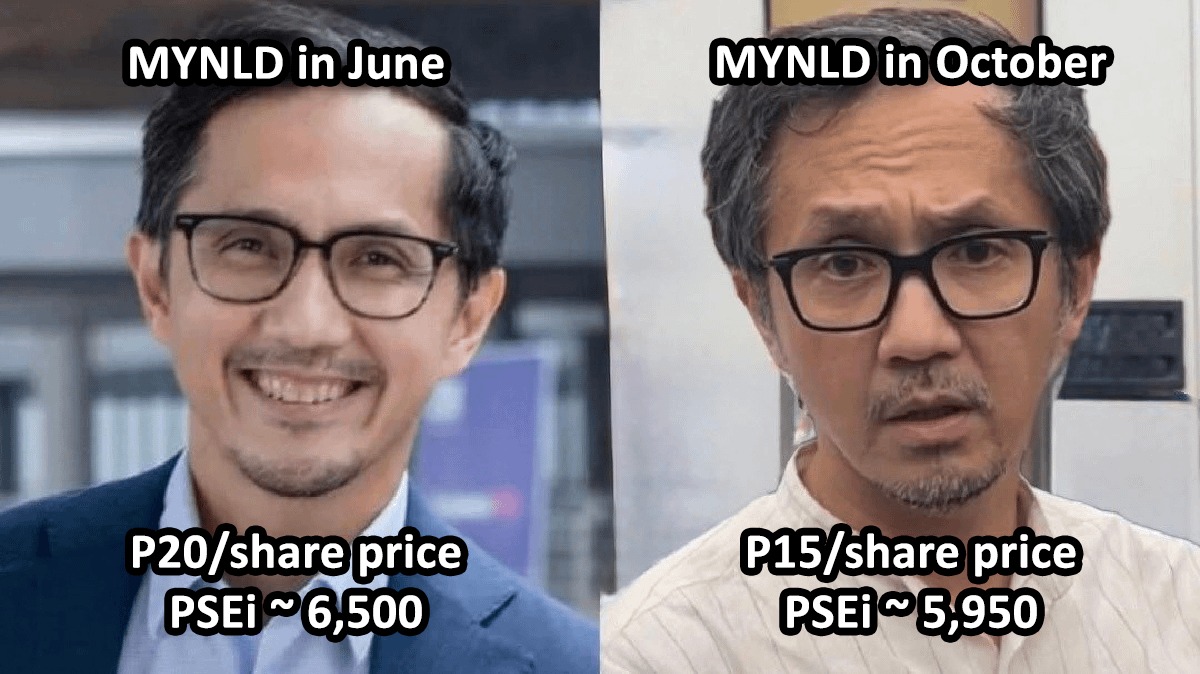 MYNLD in June
MYNLD in October
P20/share price
PSEi ~ 6,500
P15/share price
PSEi ~ 5,950